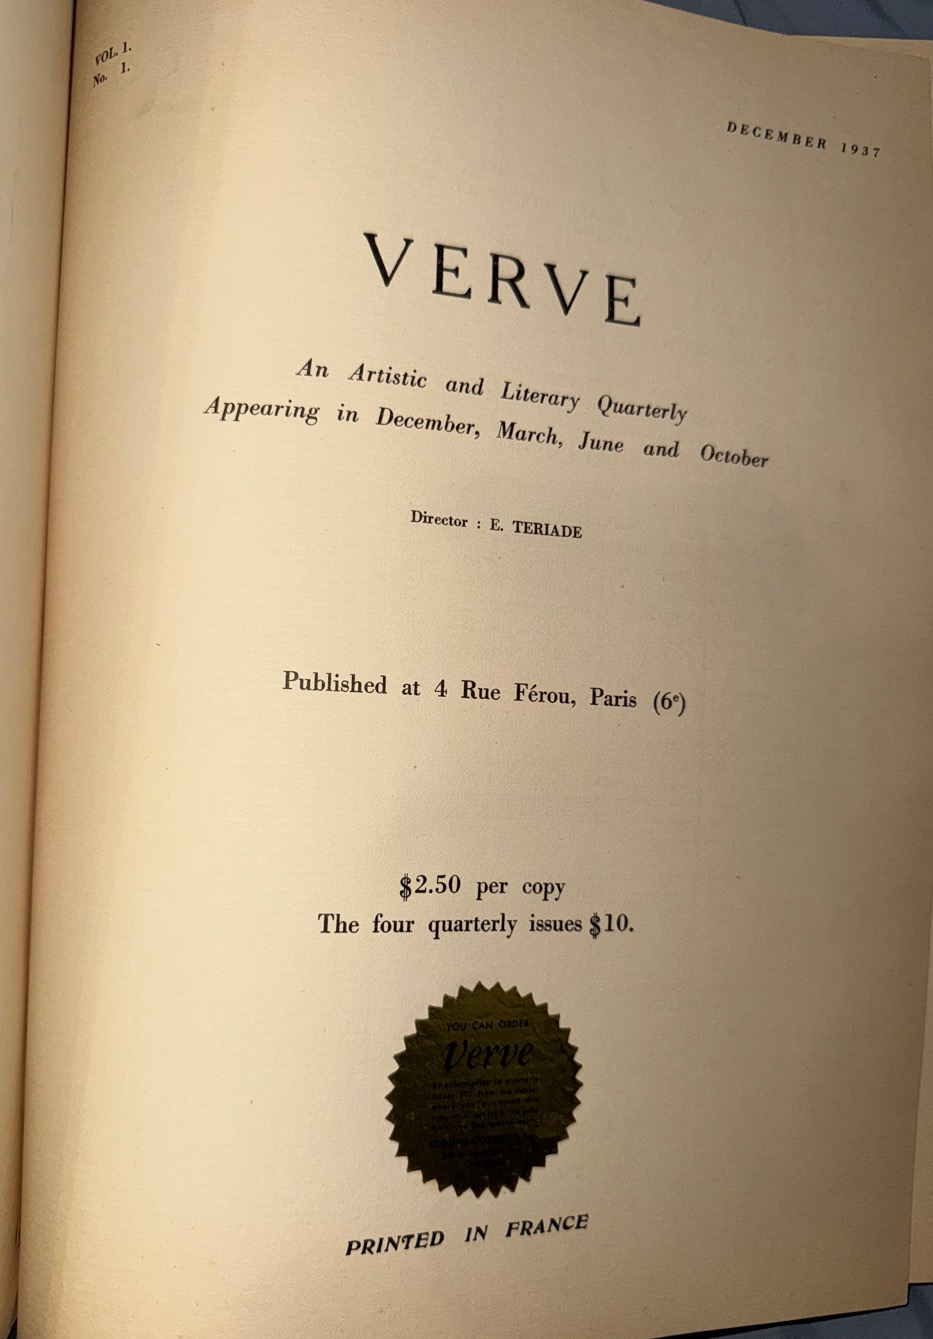 VOL. 1.
No. 1.
DECEMBER 1937
VERVE
An Artistic and Literary Quarterly
Appearing in December, March, June and October
Director : E. TERIADE
Published at 4 Rue Férou, Paris (6e)
$2.50 per copy
The four quarterly issues $10.
YOU CAN ORDER
Verve
PRINTED IN FRANCE